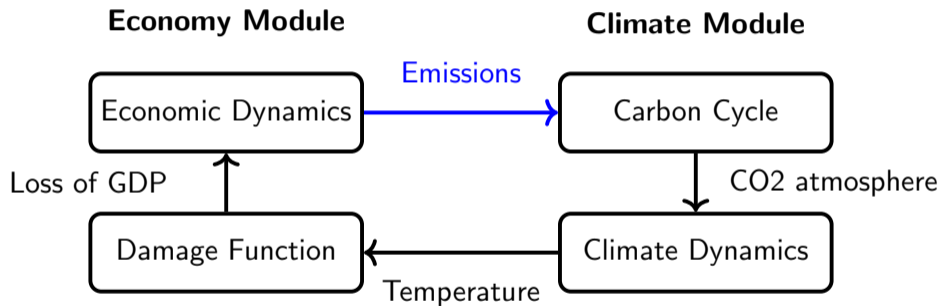 Economy Module
Climate Module
Emissions
Economic Dynamics
Carbon Cycle
Loss of GDP
CO2 atmosphere
Damage Function
Climate Dynamics
Temperature